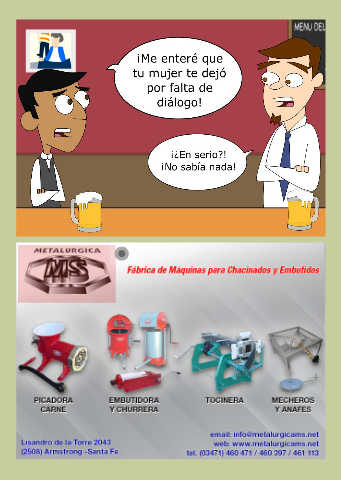 MENU DEL
¡Me enteré que
tu mujer te dejó
por falta de
diálogo!
¡¿En serio?!
¡No sabía nada!
METALURGICA
MS
Fábrica de Máquinas para Chacinados y Embutidos
PICADORA
CARNE
EMBUTIDORA
Y CHURRERA
TOCINERA
MECHEROS
Y ANAFES
Lisandro de la Torre 2043
(2508) Armstrong -Santa Fe
email: info@metalurgicams.net
web: www.metalurgicams.net
tel. (03471) 460 471 / 460 397 / 461 113